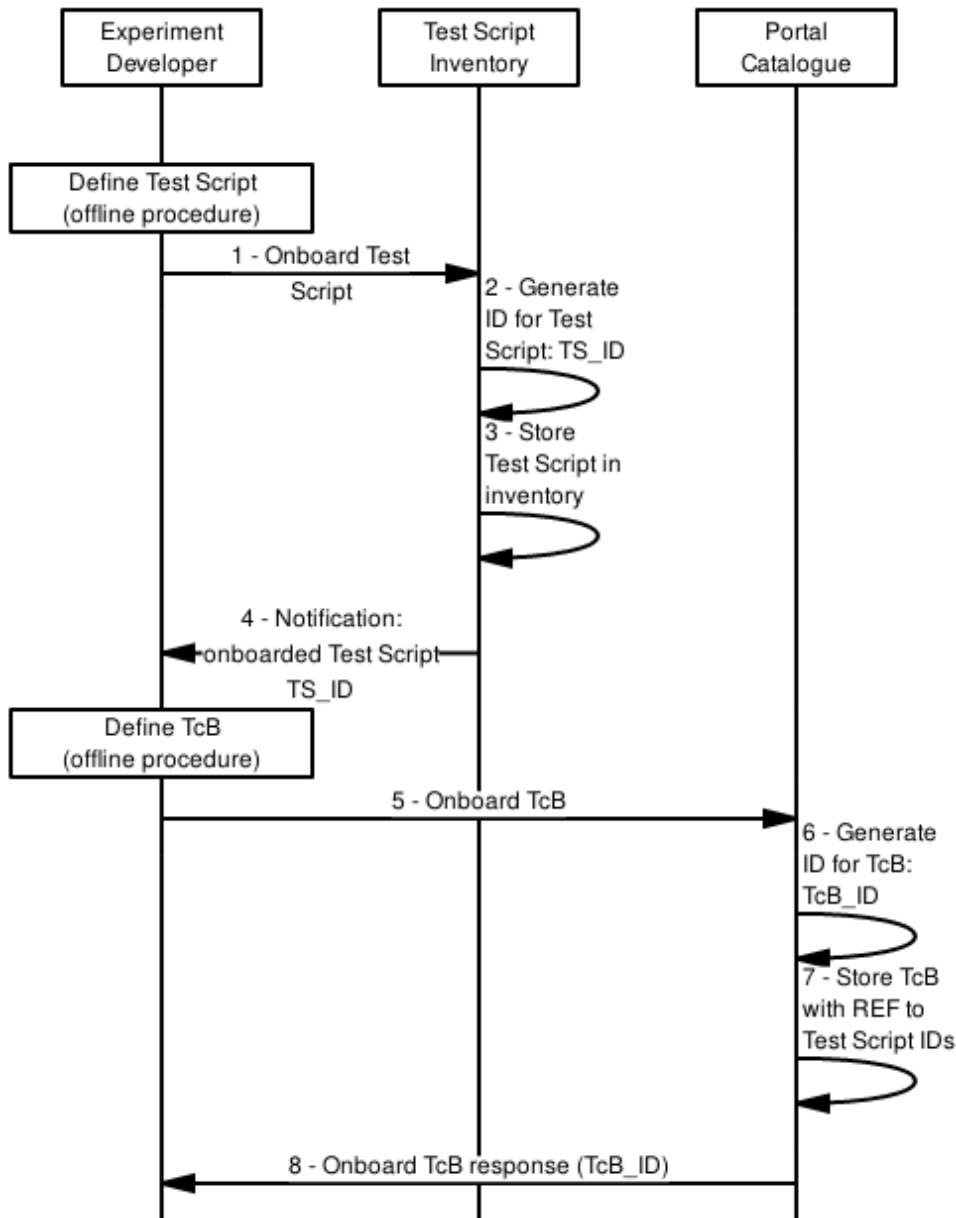 Experiment
Developer
Test Script
Inventory
Portal
Catalogue
Define Test Script
(offline procedure)
1 - Onboard Test
Script
2 - Generate
ID for Test
Script: TS_ID
3 - Store
Test Script in
inventory
4 - Notification:
onboarded Test Script
TS_ID
Define TcB
(offline procedure)
5 - Onboard TcB
6 - Generate
ID for TcB:
TcB_ID
7 - Store TcB
with REF to
Test Script IDs
8 - Onboard TcB response (TcB_ID)